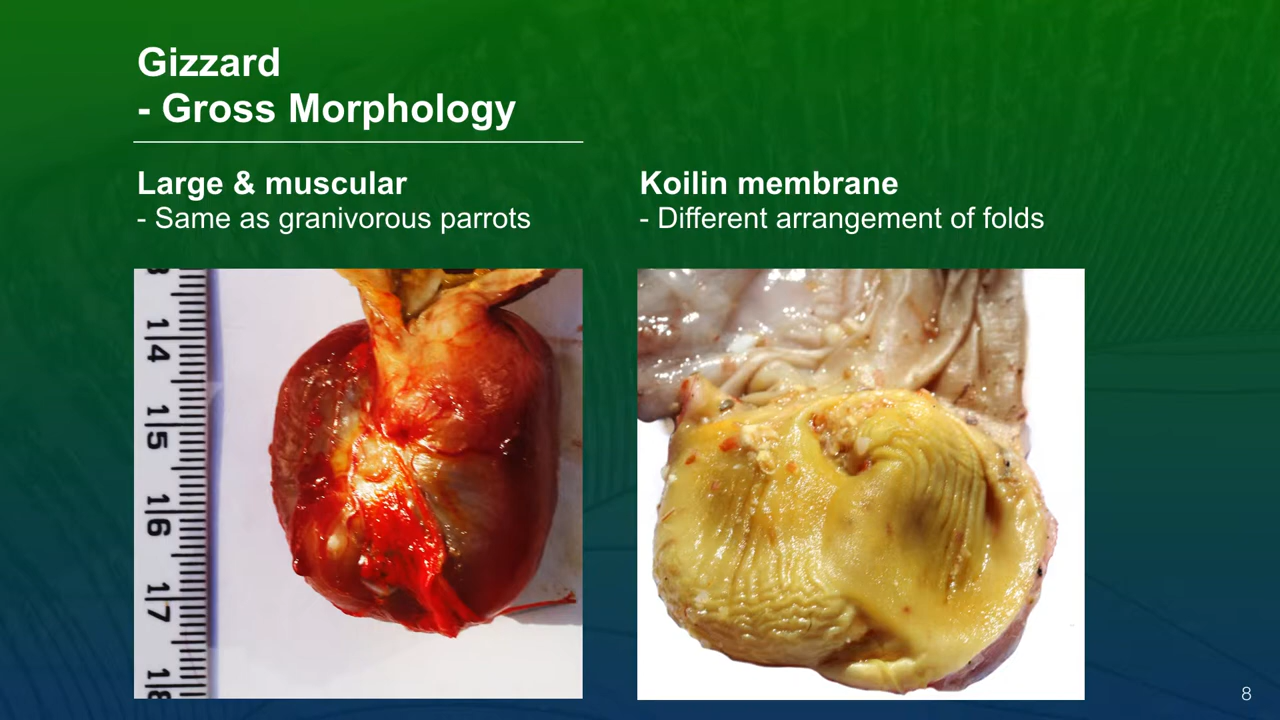 Gizzard
- Gross Morphology
Large & muscular
- Same as granivorous parrots
Koilin membrane
- Different arrangement of folds
14
15
16
17
8